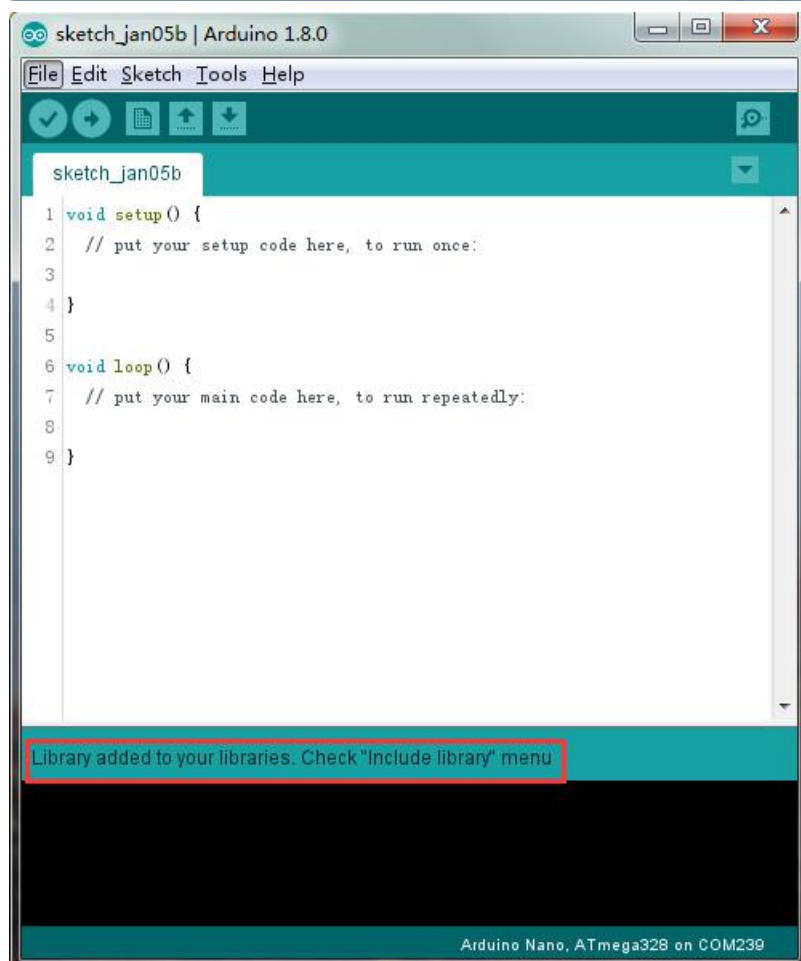 sketch_jan05b | Arduino 1.8.0
File Edit Sketch Tools Help
sketch_jan05b
1 void setup() {
2   // put your setup code here, to run once:
3
4 }
5
6 void loop() {
7   // put your main code here, to run repeatedly:
8
9 }
Library added to your libraries. Check "Include library" menu
Arduino Nano, ATmega328 on COM239